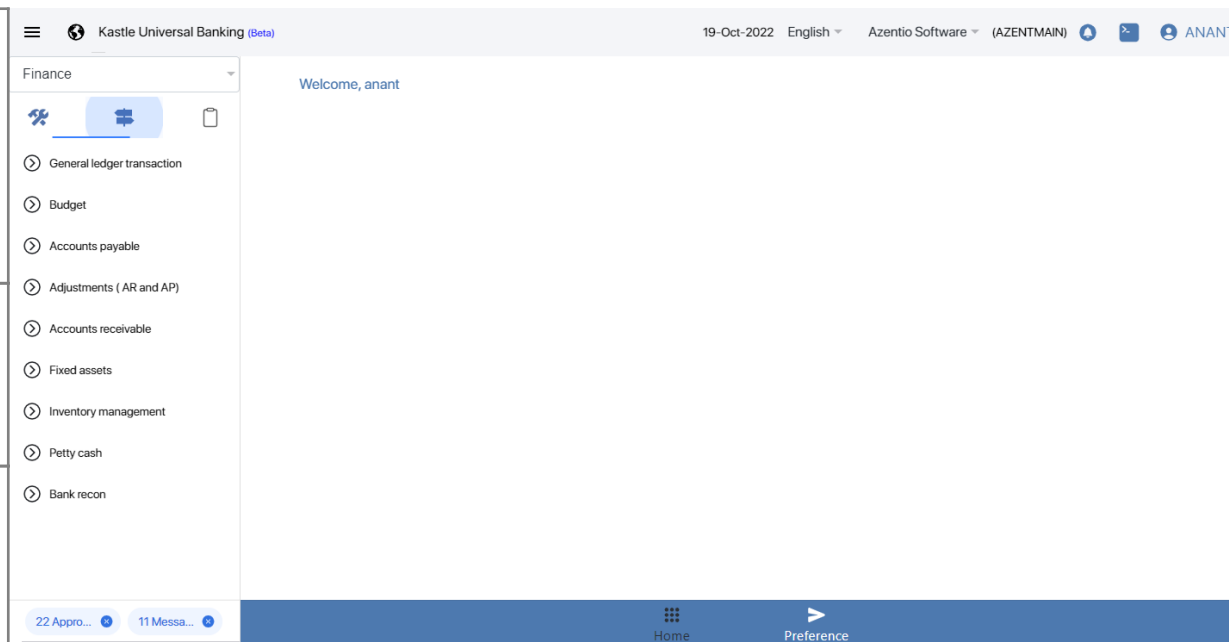 Kastle Universal Banking (Beta) 19-Oct-2022 English Azentio Software (AZENTMAIN) ANANT
Finance
Welcome, anant
General ledger transaction
Budget
Accounts payable
Adjustments ( AR and AP)
Accounts receivable
Fixed assets
Inventory management
Petty cash
Bank recon
22 Appro... 11 Messa...
Home Preference